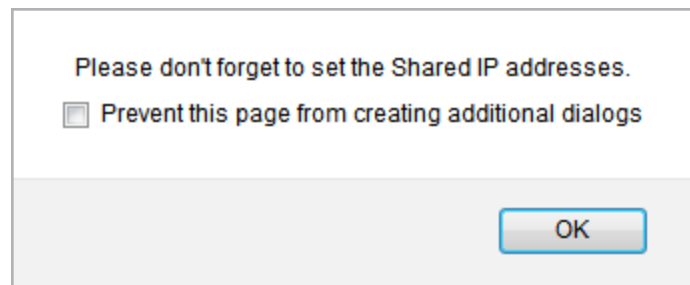 Please don't forget to set the Shared IP addresses.
Prevent this page from creating additional dialogs
OK